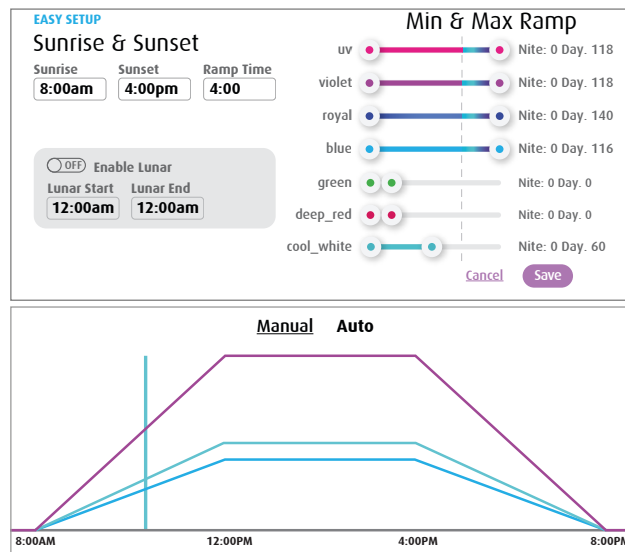 EASY SETUP
Sunrise & Sunset
Sunrise Sunset Ramp Time
8:00am 4:00pm 4:00
OFF Enable Lunar
Lunar Start Lunar End
12:00am 12:00am
Min & Max Ramp
uv Nite: 0 Day. 118
violet Nite: 0 Day. 118
royal Nite: 0 Day. 140
blue Nite: 0 Day. 116
green Nite: 0 Day. 0
deep_red Nite: 0 Day. 0
cool_white Nite: 0 Day. 60
Cancel Save
Manual Auto
8:00AM 12:00PM 4:00PM 8:00PM